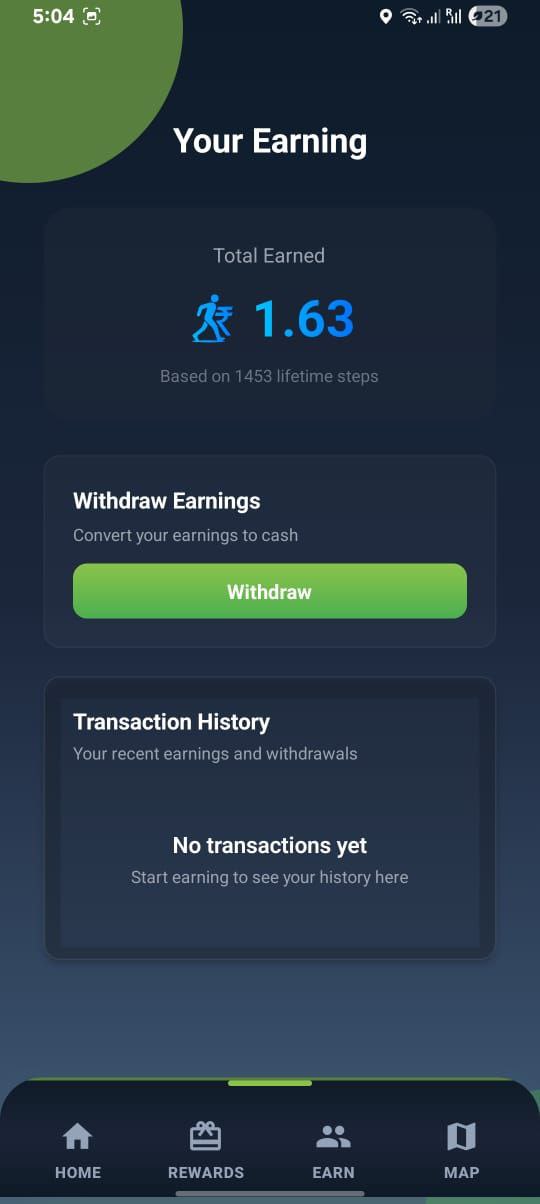 5:04
21
Your Earning
Total Earned
₹ 1.63
Based on 1453 lifetime steps
Withdraw Earnings
Convert your earnings to cash
Withdraw
Transaction History
Your recent earnings and withdrawals
No transactions yet
Start earning to see your history here
HOME REWARDS EARN MAP